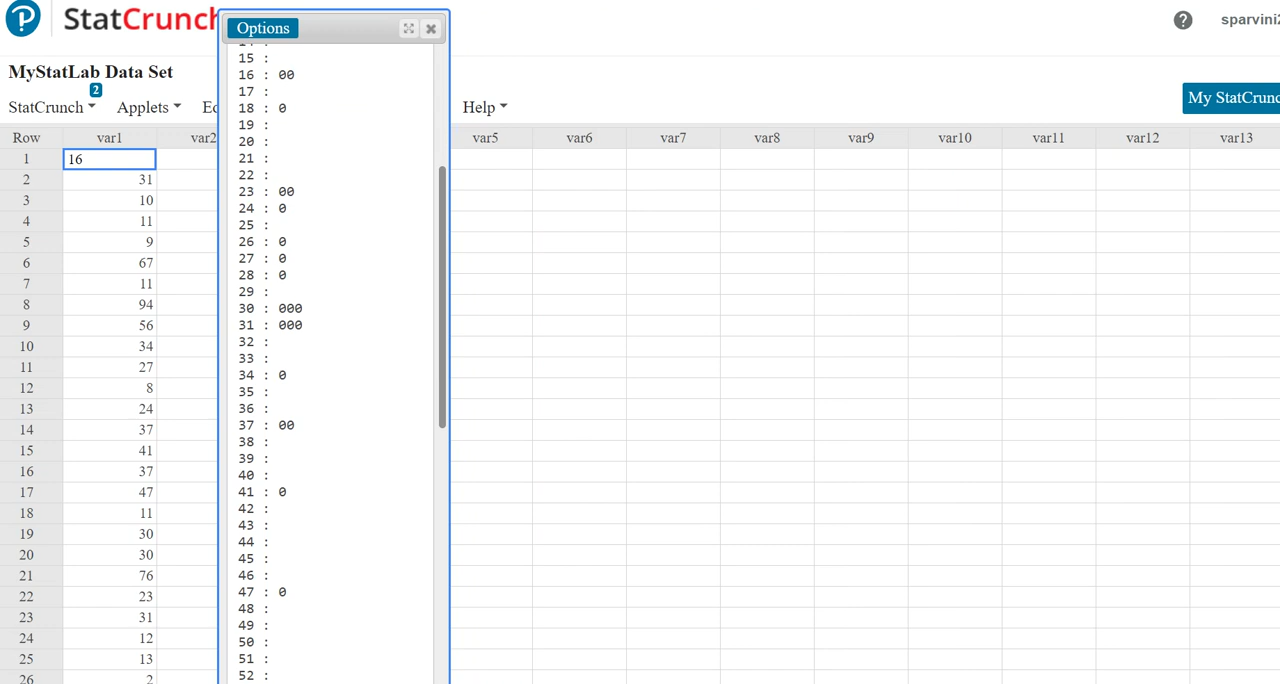 StatCrunch
Options
sparvini2
MyStatLab Data Set
2
StatCrunch Applets Help
My StatCrunc
Row var1 var2 var5 var6 var7 var8 var9 var10 var11 var12 var13
1 16
2 31
3 10
4 11
5 9
6 67
7 11
8 94
9 56
10 34
11 27
12 8
13 24
14 37
15 41
16 37
17 47
18 11
19 30
20 30
21 76
22 23
23 31
24 12
25 13
26 2
15 :
16 : 00
17 :
18 : 0
19 :
20 :
21 :
22 :
23 : 00
24 : 0
25 :
26 : 0
27 : 0
28 : 0
29 :
30 : 000
31 : 000
32 :
33 :
34 : 0
35 :
36 :
37 : 00
38 :
39 :
40 :
41 : 0
42 :
43 :
44 :
45 :
46 :
47 : 0
48 :
49 :
50 :
51 :
52 :